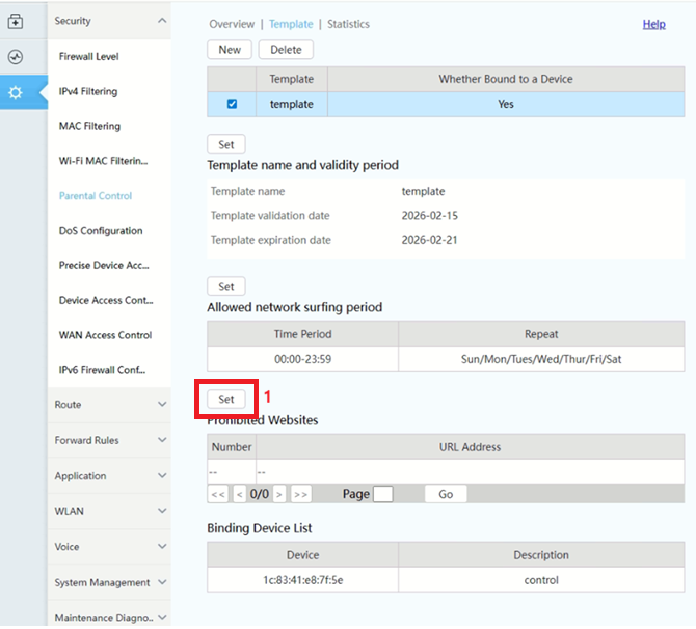 Security
Firewall Level
IPv4 Filtering
MAC Filtering
Wi-Fi MAC Filterin...
Parental Control
DoS Configuration
Precise Device Acc...
Device Access Cont...
WAN Access Control
IPv6 Firewall Conf...
Route
Forward Rules
Application
WLAN
Voice
System Management
Maintenance Diagno...
Overview | Template | Statistics
Help
New Delete
Template Whether Bound to a Device
template Yes
Set
Template name and validity period
Template name template
Template validation date 2026-02-15
Template expiration date 2026-02-21
Set
Allowed network surfing period
Time Period Repeat
00:00-23:59 Sun/Mon/Tues/Wed/Thur/Fri/Sat
Set 1
Prohibited Websites
Number URL Address
-- --
<< < 0/0 > >> Page Go
Binding Device List
Device Description
1c:83:41:e8:7f:5e control